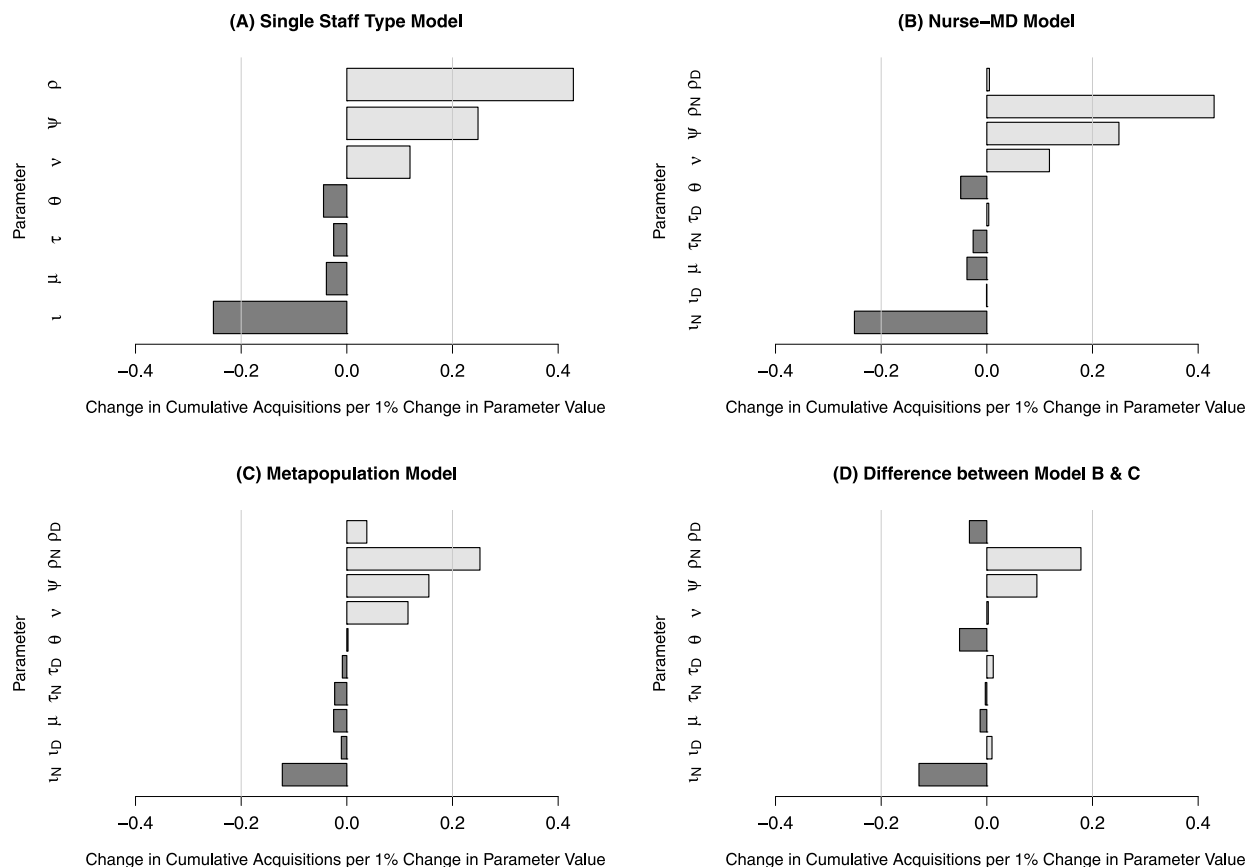 (A) Single Staff Type Model
Parameter
ρ
ψ
ν
θ
τ
μ
ι
−0.4 −0.2 0.0 0.2 0.4
Change in Cumulative Acquisitions per 1% Change in Parameter Value
(B) Nurse−MD Model
Parameter
ρD
ρN
ψ
ν
θ
τD
τN
μ
ιD
ιN
−0.4 −0.2 0.0 0.2 0.4
Change in Cumulative Acquisitions per 1% Change in Parameter Value
(C) Metapopulation Model
Parameter
ρD
ρN
ψ
ν
θ
τD
τN
μ
ιD
ιN
−0.4 −0.2 0.0 0.2 0.4
Change in Cumulative Acquisitions per 1% Change in Parameter Value
(D) Difference between Model B & C
Parameter
ρD
ρN
ψ
ν
θ
τD
τN
μ
ιD
ιN
−0.4 −0.2 0.0 0.2 0.4
Change in Cumulative Acquisitions per 1% Change in Parameter Value